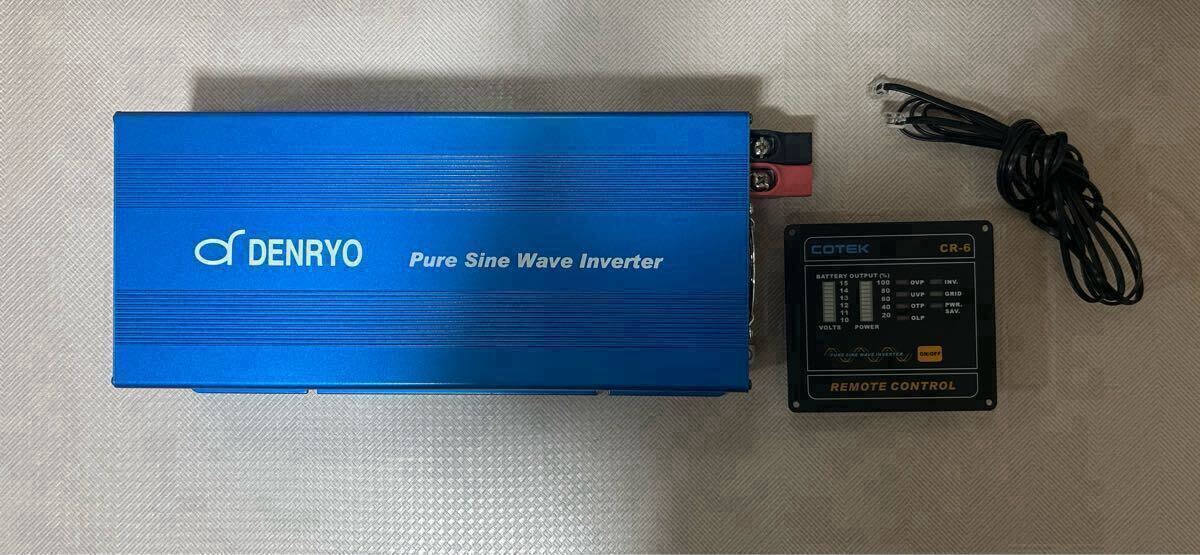 DENRYO
Pure Sine Wave Inverter
COTEK CR-6
BATTERY OUTPUT (%)
15 100 OVP INV.
14 80 UVP GRID
13 60 OTP PWR.
12 40 OLP SAV.
11 20
10
VOLTS POWER
PURE SINE WAVE INVERTER ON/OFF
REMOTE CONTROL